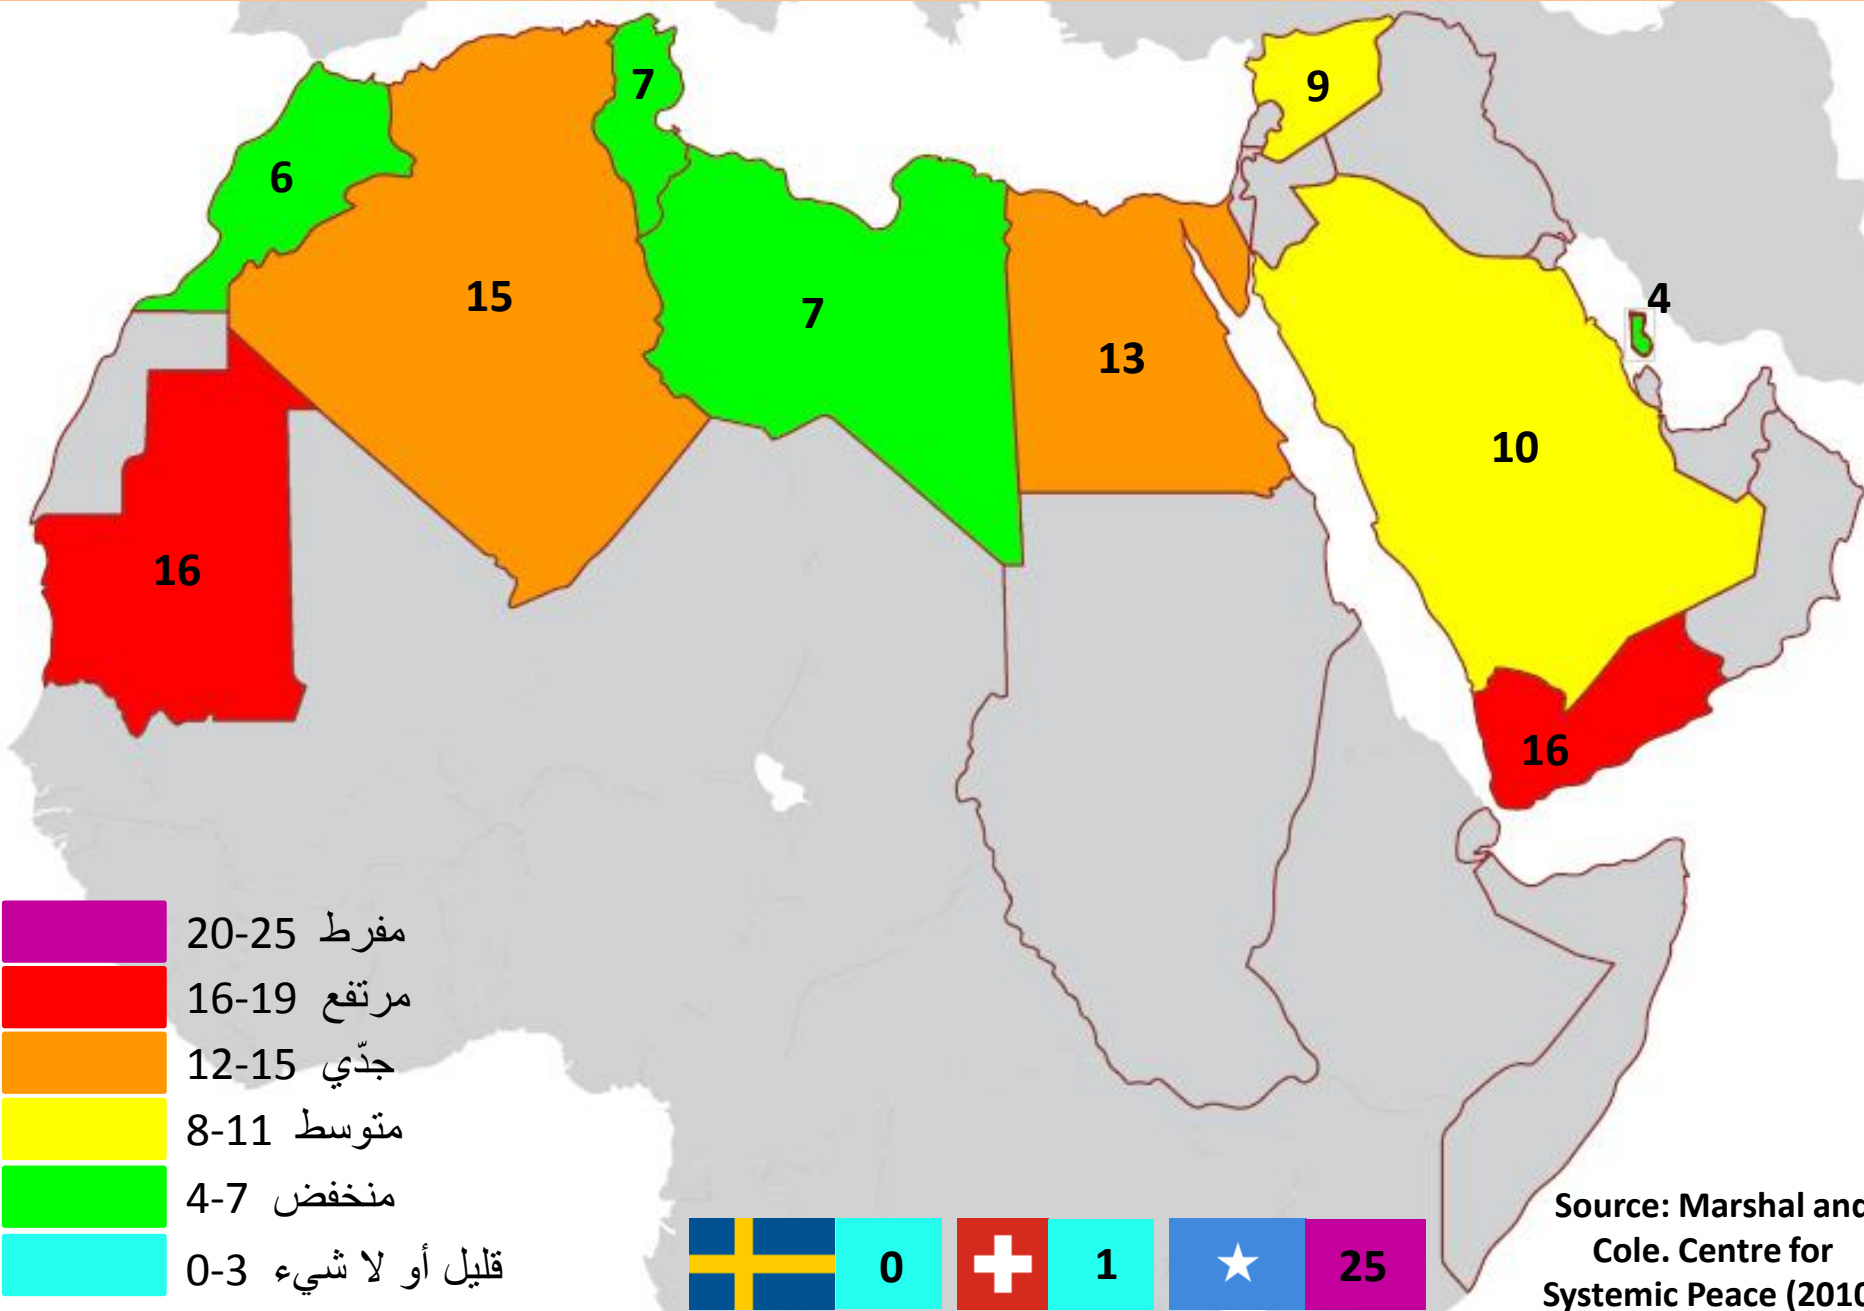 7
9
6
15
7
4
13
10
16
16
مفرط 20-25
مرتفع 16-19
جدّي 12-15
متوسط 8-11
منخفض 4-7
قليل أو لا شيء 0-3
0
1
25
Source: Marshal and
Cole. Centre for
Systemic Peace (2010